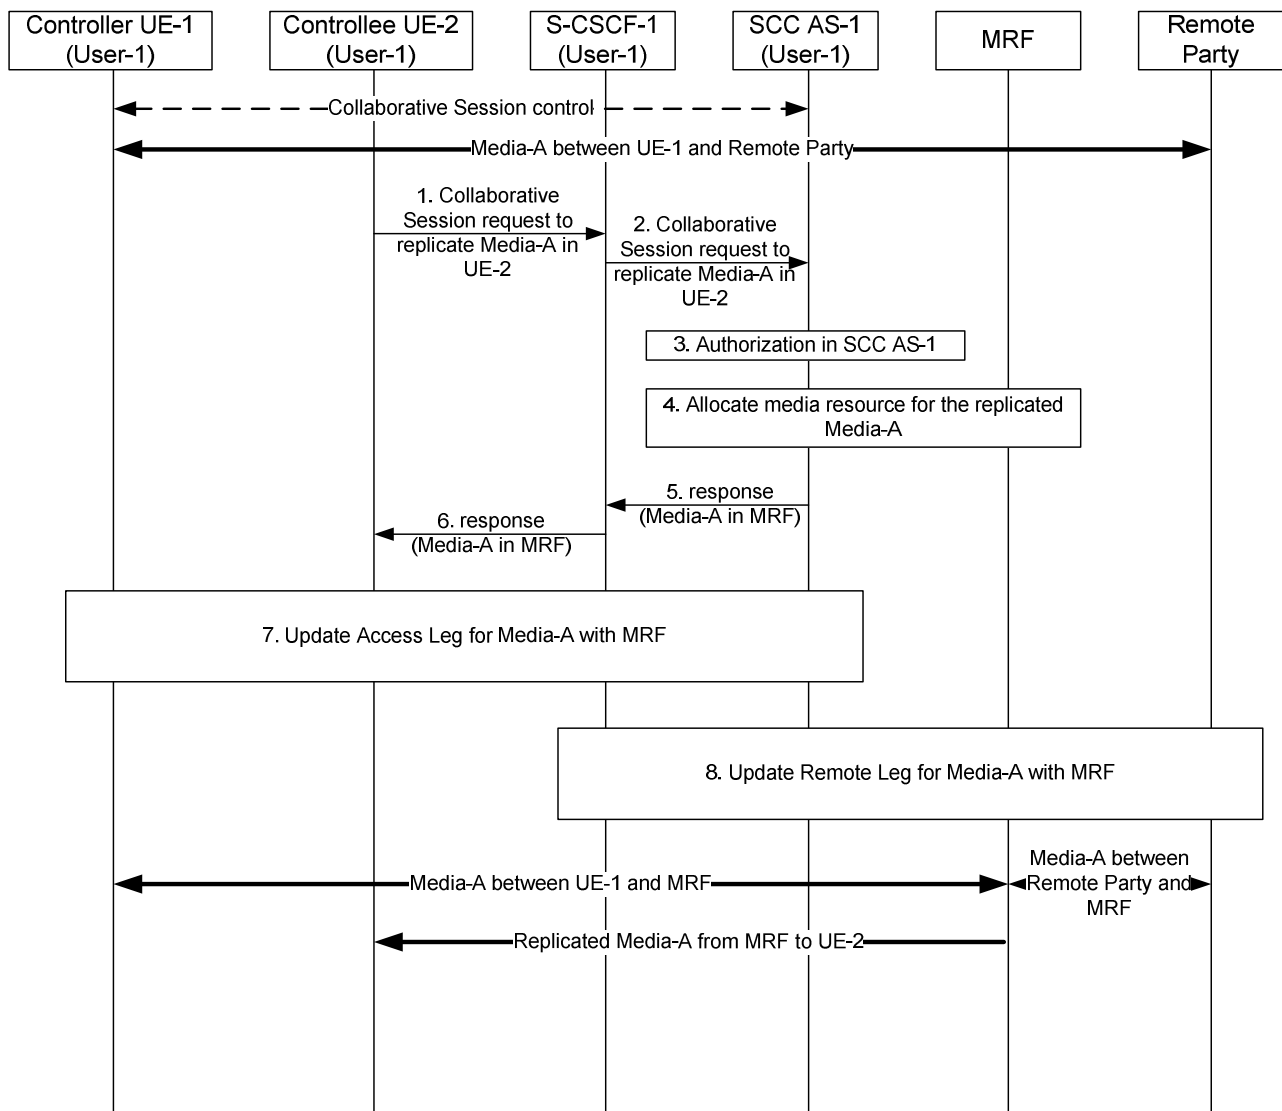 Controller UE-1
(User-1)
Controllee UE-2
(User-1)
S-CSCF-1
(User-1)
SCC AS-1
(User-1)
MRF
Remote
Party
Collaborative Session control
Media-A between UE-1 and Remote Party
1. Collaborative
Session request to
replicate Media-A in
UE-2
2. Collaborative
Session request to
replicate Media-A in
UE-2
3. Authorization in SCC AS-1
4. Allocate media resource for the replicated
Media-A
5. response
(Media-A in MRF)
6. response
(Media-A in MRF)
7. Update Access Leg for Media-A with MRF
8. Update Remote Leg for Media-A with MRF
Media-A between UE-1 and MRF
Media-A between
Remote Party and
MRF
Replicated Media-A from MRF to UE-2